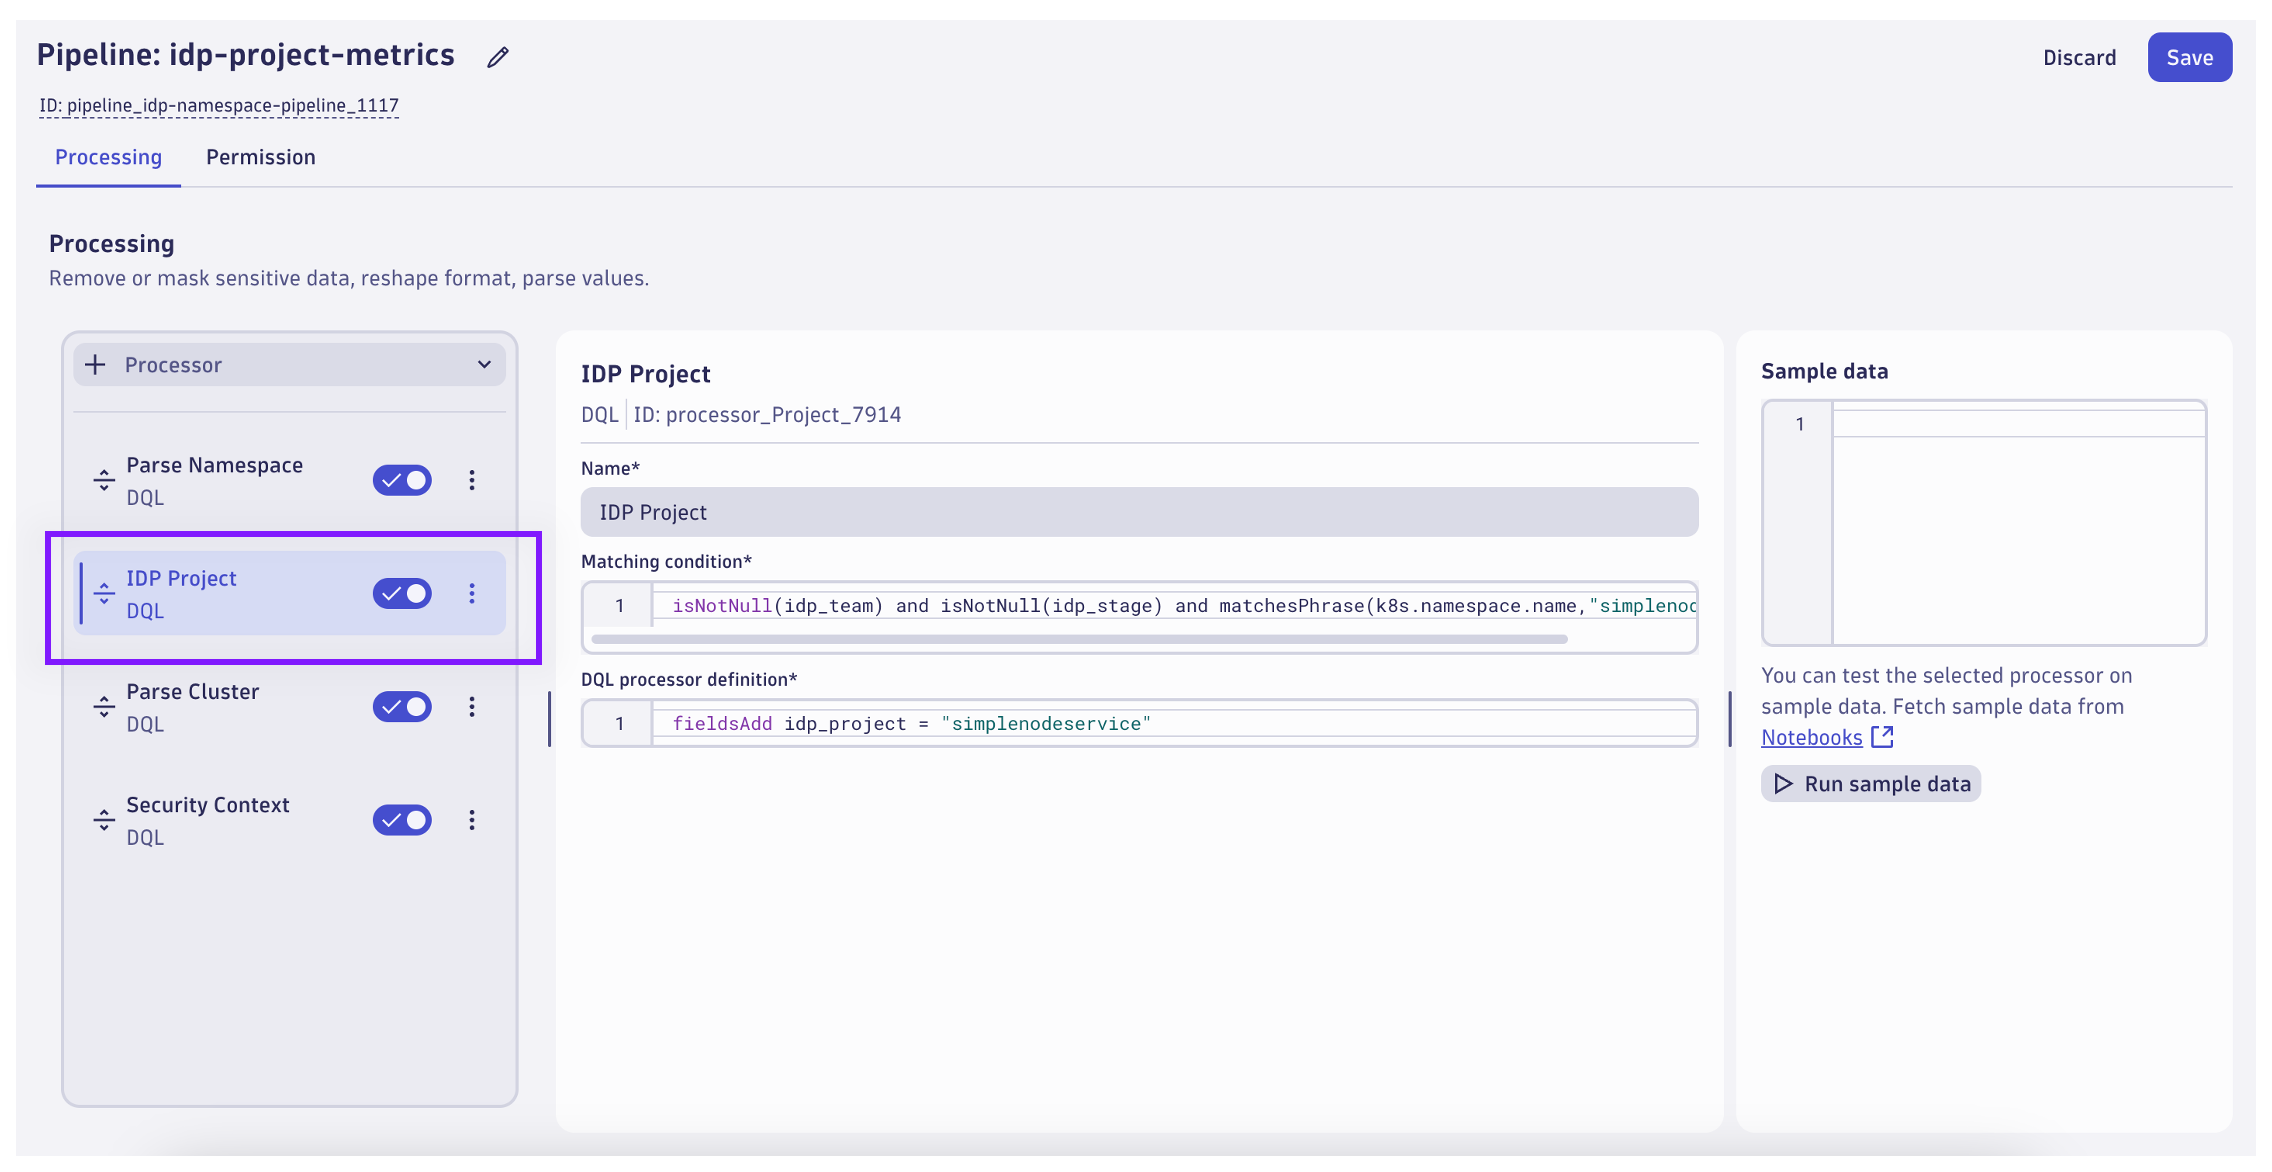 Pipeline: idp-project-metrics
Discard
Save
ID: pipeline_idp-namespace-pipeline_1117
Processing
Permission
Processing
Remove or mask sensitive data, reshape format, parse values.
Processor
Parse Namespace
DQL
IDP Project
DQL
Parse Cluster
DQL
Security Context
DQL
IDP Project
DQL ID: processor_Project_7914
Name*
IDP Project
Matching condition*
1 isNotNull(idp_team) and isNotNull(idp_stage) and matchesPhrase(k8s.namespace.name,"simplenod
DQL processor definition*
1 fieldsAdd idp_project = "simplenodeservice"
Sample data
1
You can test the selected processor on
sample data. Fetch sample data from
Notebooks
Run sample data